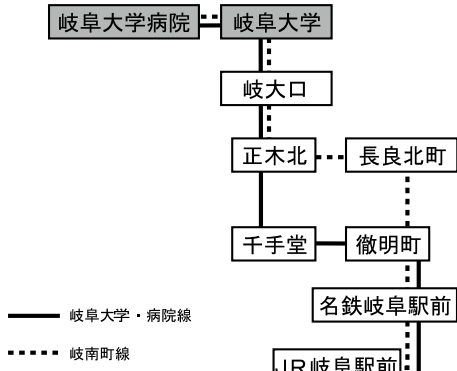 岐阜大学病院 岐阜大学
岐大口
正木北 長良北町
千手堂 徹明町
名鉄岐阜駅前
岐阜大学・病院線
岐南町線
JR岐阜駅前